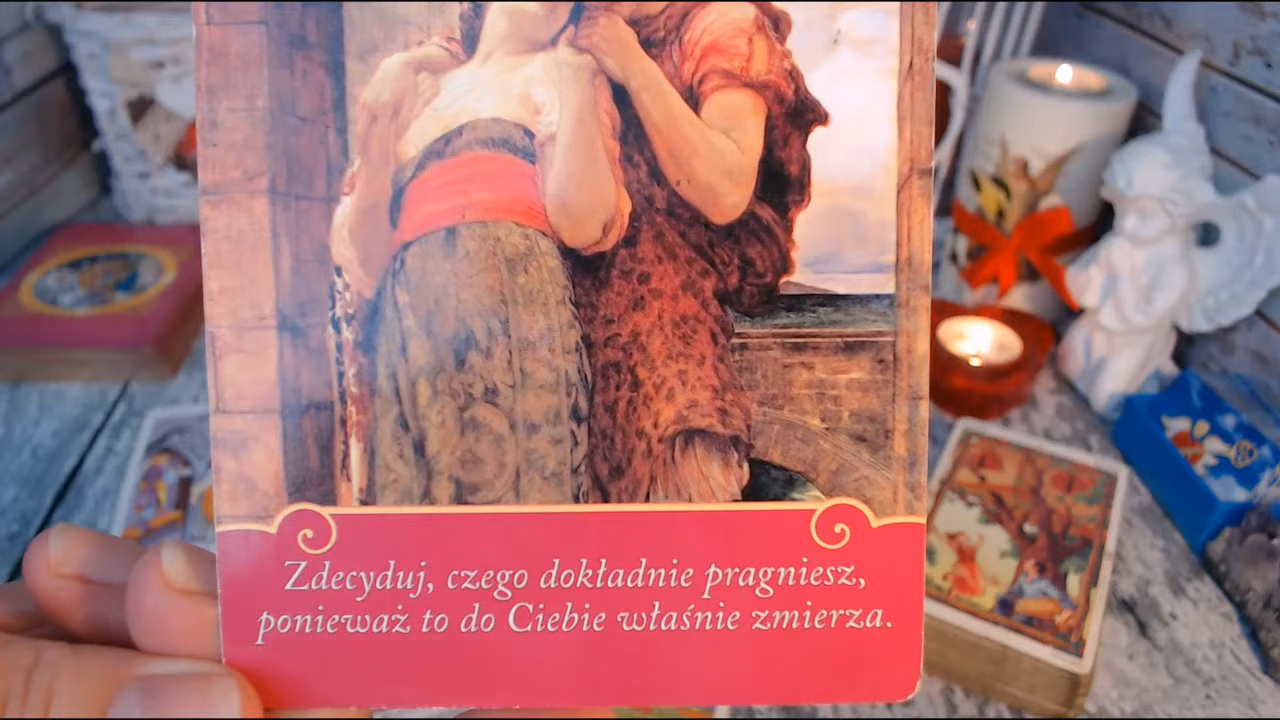 Zdecyduj, czego dokładnie pragniesz,
ponieważ to do Ciebie właśnie zmierza.